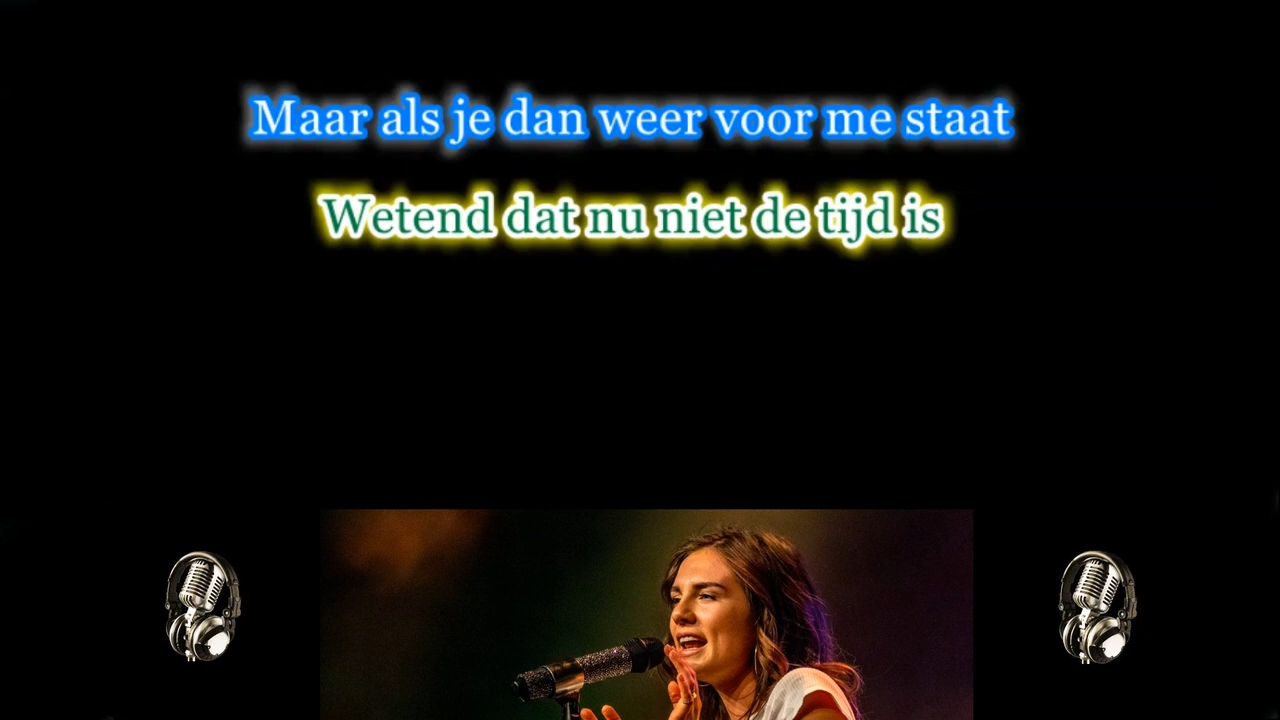 Maar als je dan weer voor me staat
Wetend dat nu niet de tijd is